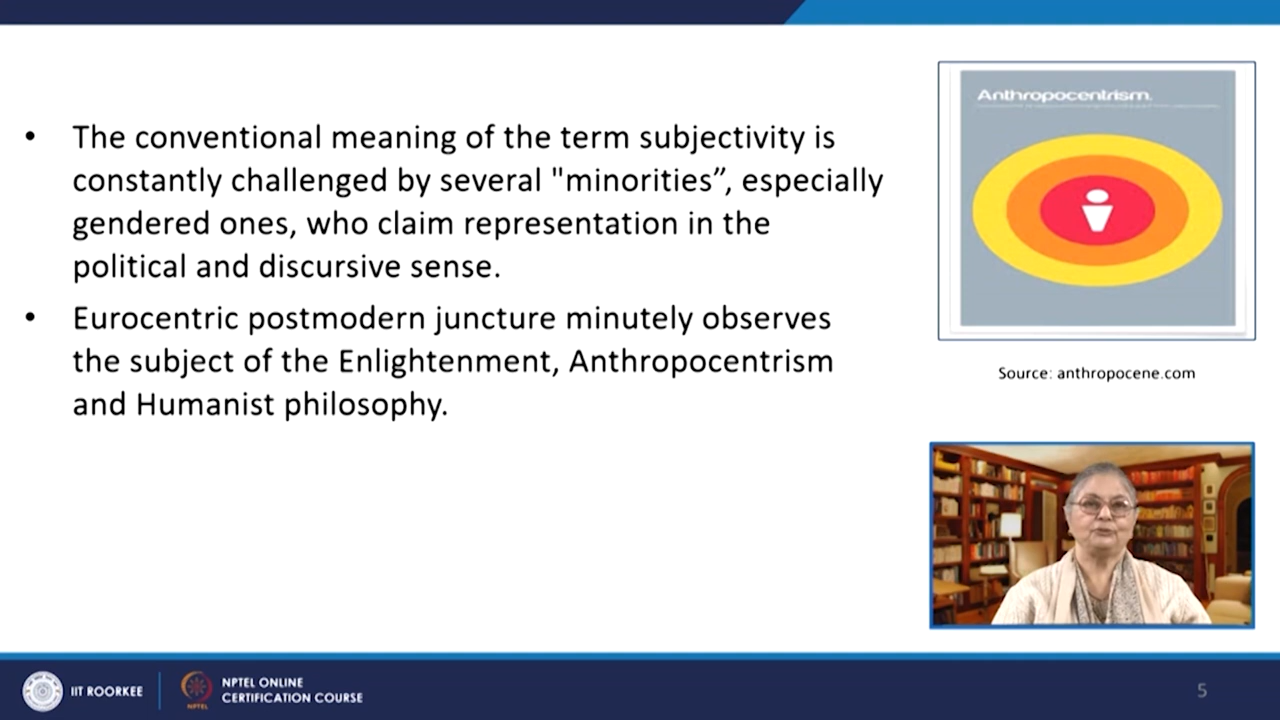 • The conventional meaning of the term subjectivity is
constantly challenged by several "minorities”, especially
gendered ones, who claim representation in the
political and discursive sense.
• Eurocentric postmodern juncture minutely observes
the subject of the Enlightenment, Anthropocentrism
and Humanist philosophy.
Anthropocentrism.
Source: anthropocene.com
IIT ROORKEE
NPTEL
NPTEL ONLINE
CERTIFICATION COURSE
5